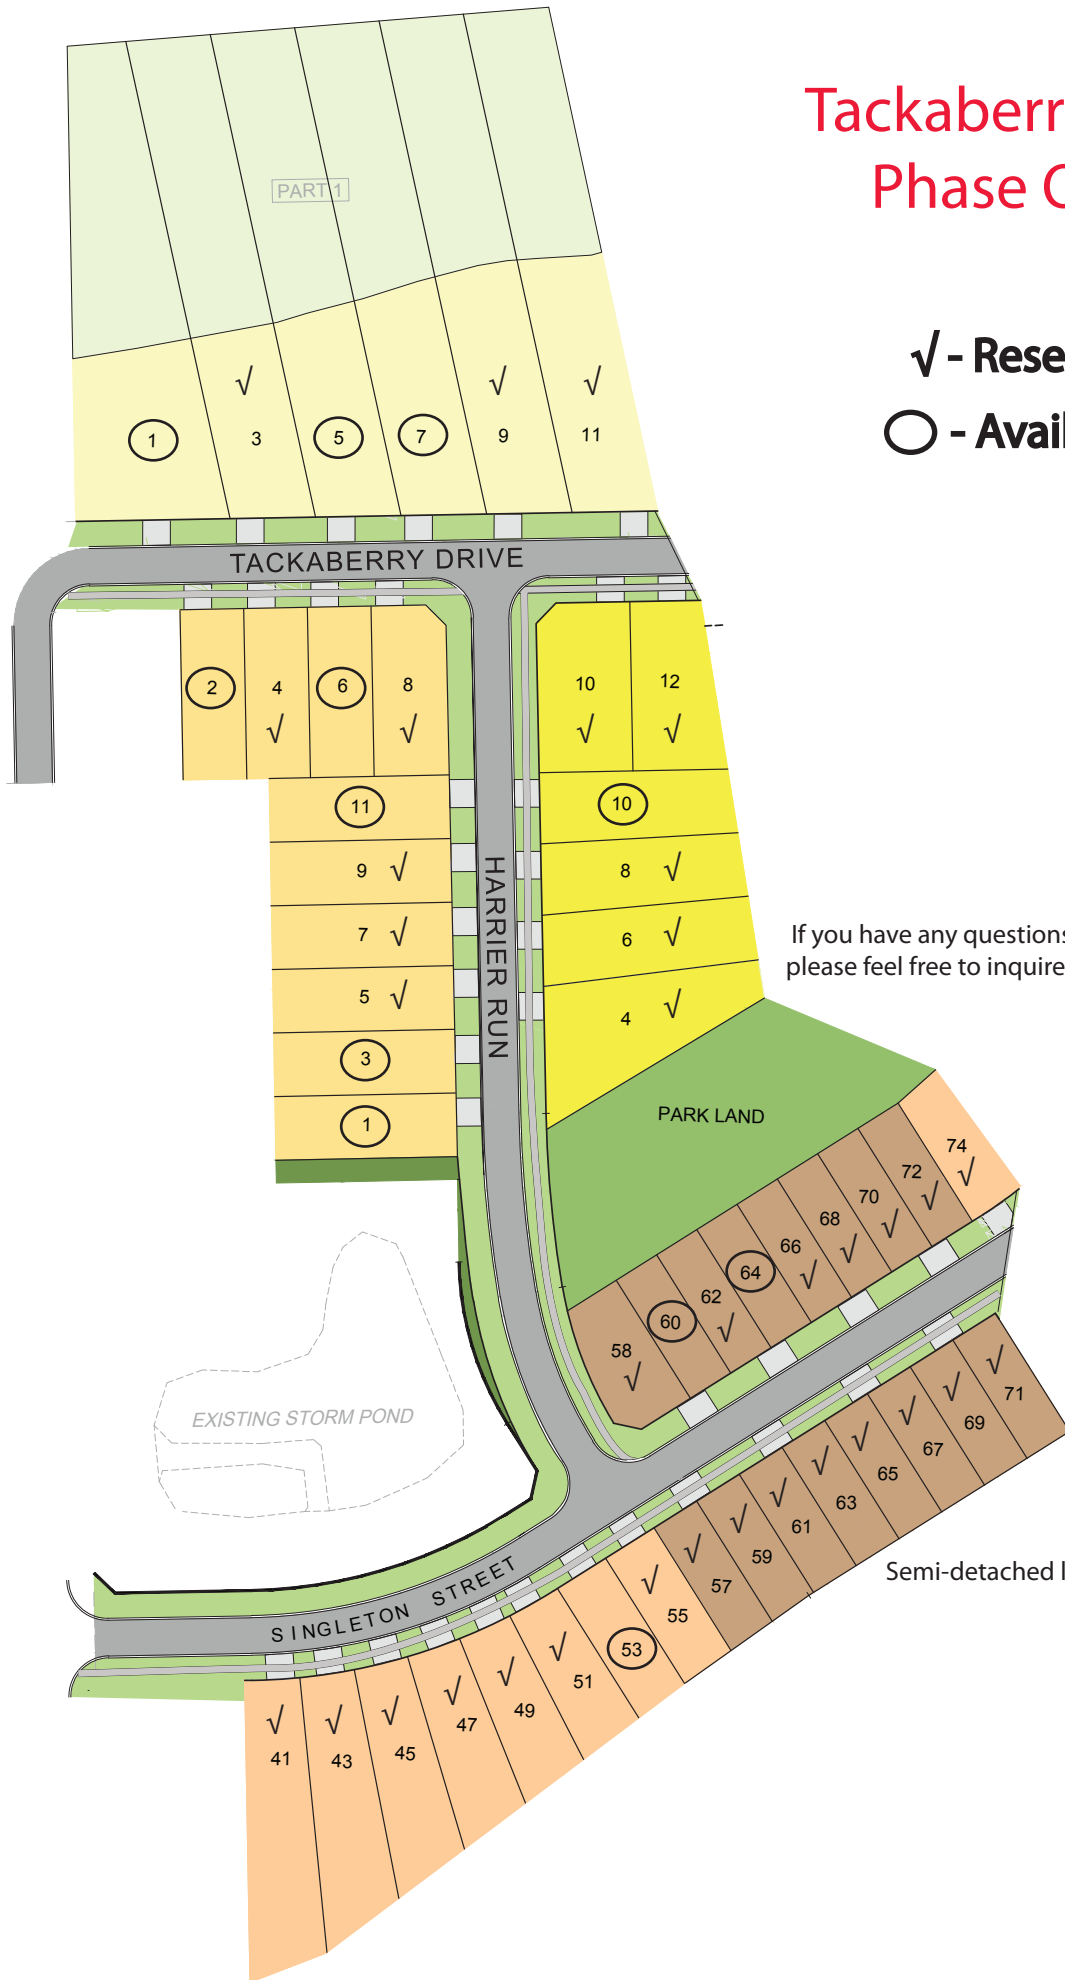 Tackaberr
Phase O
PART 1
√ - Rese
- Avail
√ √ √
1 3 5 7 9 11
TACKABERRY DRIVE
2 4 6 8
√ √
10 12
√ √
11
9 √
7 √
5 √
3
1
HARRIER RUN
10
8 √
6 √
4 √
If you have any questions
please feel free to inquire
PARK LAND
74 √
72 √
70 √
68 √
66 √
64
62 √
60
58 √
EXISTING STORM POND
√ 71
√ 69
√ 67
√ 65
√ 63
√ 61
√ 59
√ 57
√ 55
53
√ 51
√ 49
√ 47
√ 45
√ 43
√ 41
Semi-detached l
SINGLETON STREET